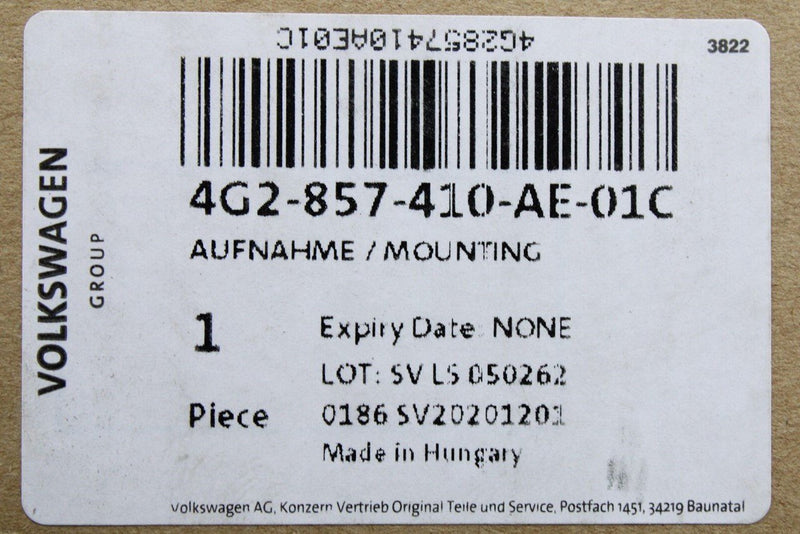 4G2857410AE01C
3822
VOLKSWAGEN
GROUP
4G2-857-410-AE-01C
AUFNAHME / MOUNTING
1
Piece
Expiry Date: NONE
LOT: SV LS 050262
0186 SV20201201
Made in Hungary
Volkswagen AG, Konzern Vertrieb Original Teile und Service, Postfach 1451, 34219 Baunatal